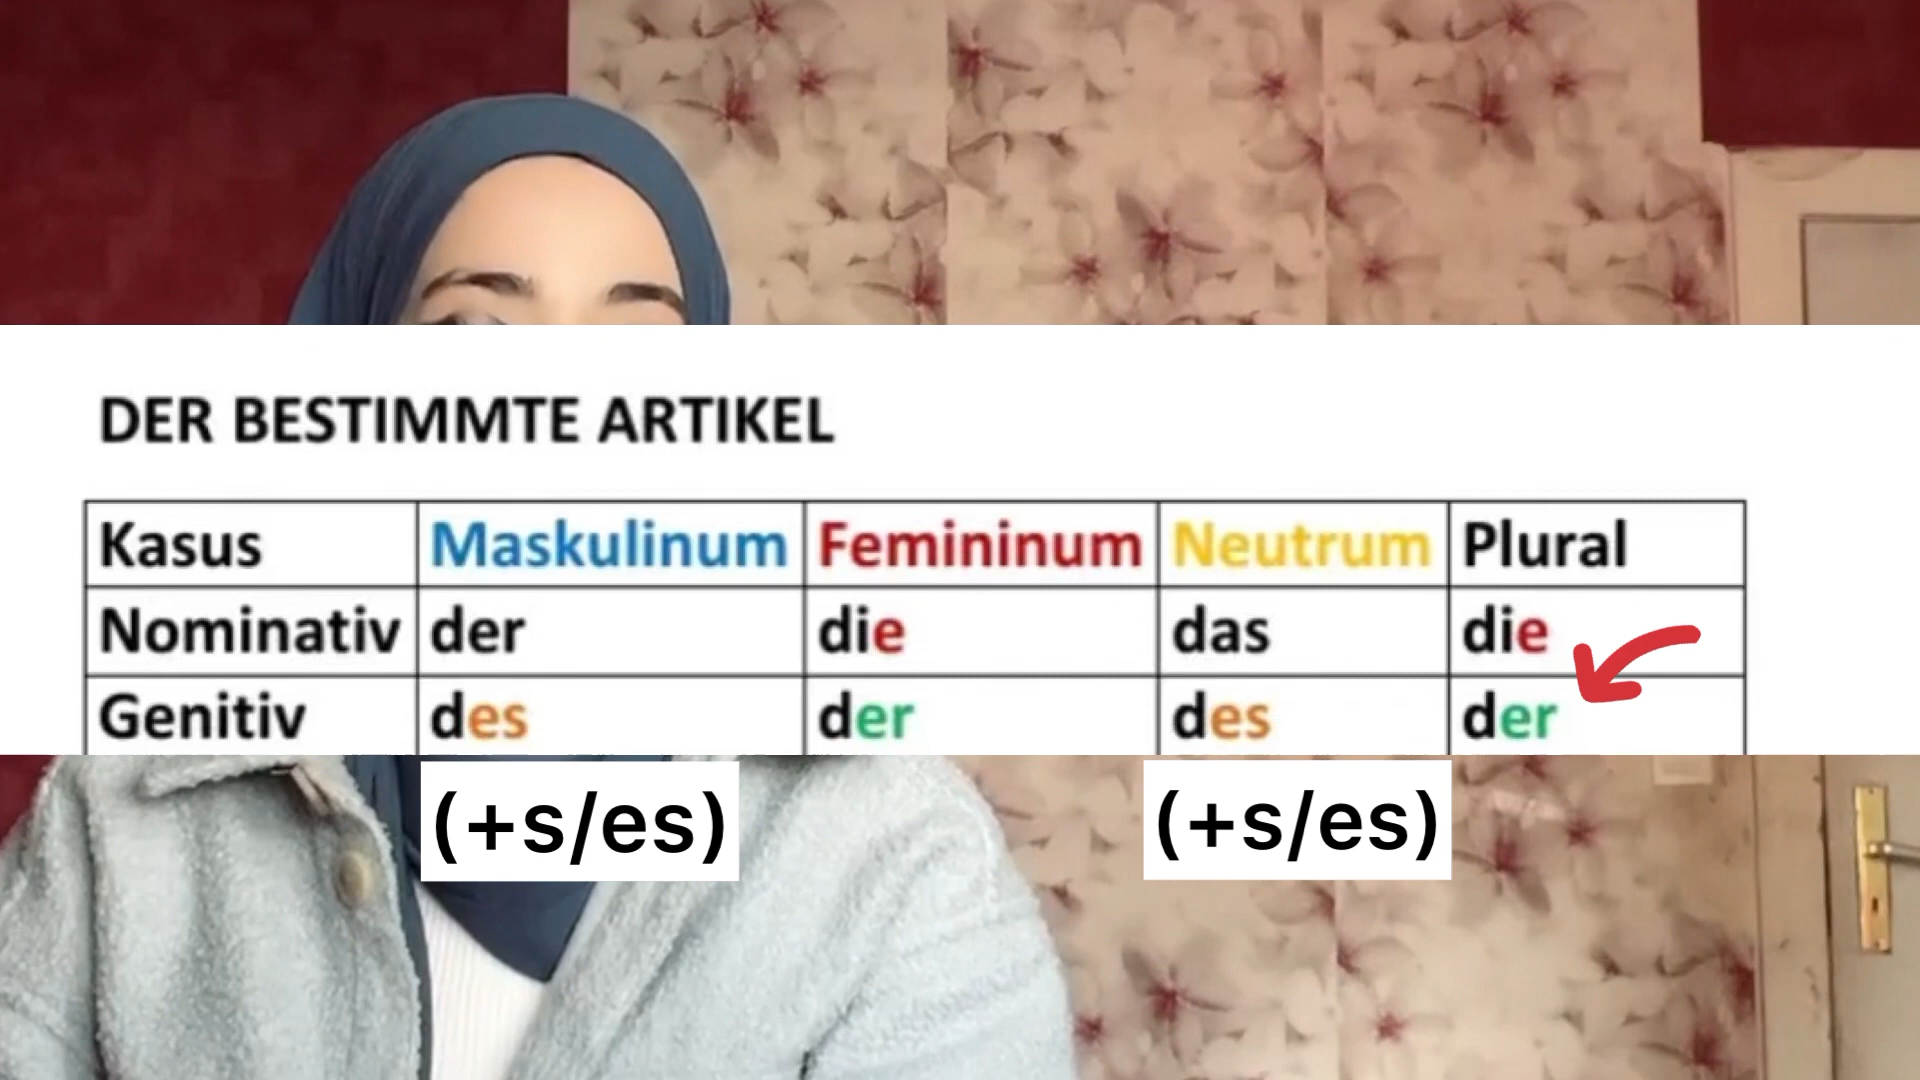 DER BESTIMMTE ARTIKEL
Kasus Maskulinum Femininum Neutrum Plural
Nominativ der die das die
Genitiv des der des der
(+s/es) (+s/es)